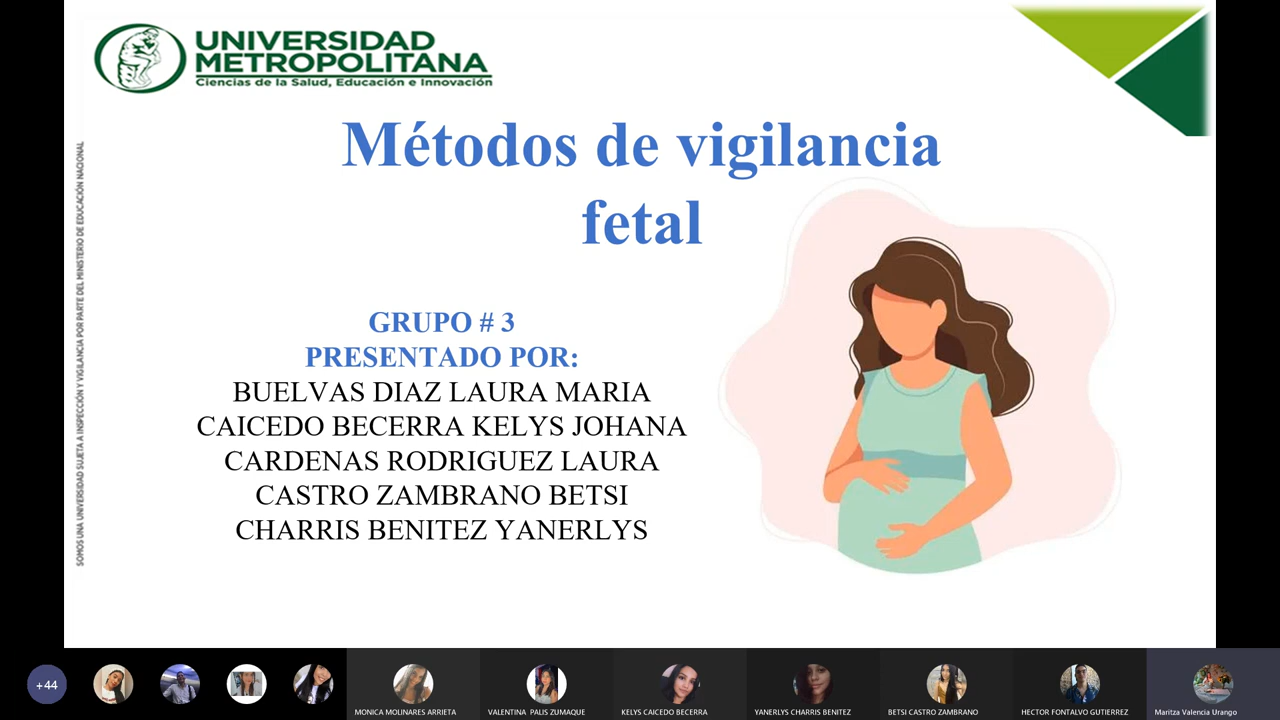 UNIVERSIDAD
METROPOLITANA
Ciencias de la Salud, Educación e Innovación
SOMOS UNA UNIVERSIDAD SUJETA A INSPECCIÓN Y VIGILANCIA POR PARTE DEL MINISTERIO DE EDUCACIÓN NACIONAL
Métodos de vigilancia
fetal
GRUPO # 3
PRESENTADO POR:
BUELVAS DIAZ LAURA MARIA
CAICEDO BECERRA KELYS JOHANA
CARDENAS RODRIGUEZ LAURA
CASTRO ZAMBRANO BETSI
CHARRIS BENITEZ YANERLYS
+44
MONICA MOLINARES ARRIETA
VALENTINA PALIS ZUMAQUE
KELYS CAICEDO BECERRA
YANERLYS CHARRIS BENITEZ
BETSI CASTRO ZAMBRANO
HECTOR FONTALVO GUTIERREZ
Maritza Valencia Urango